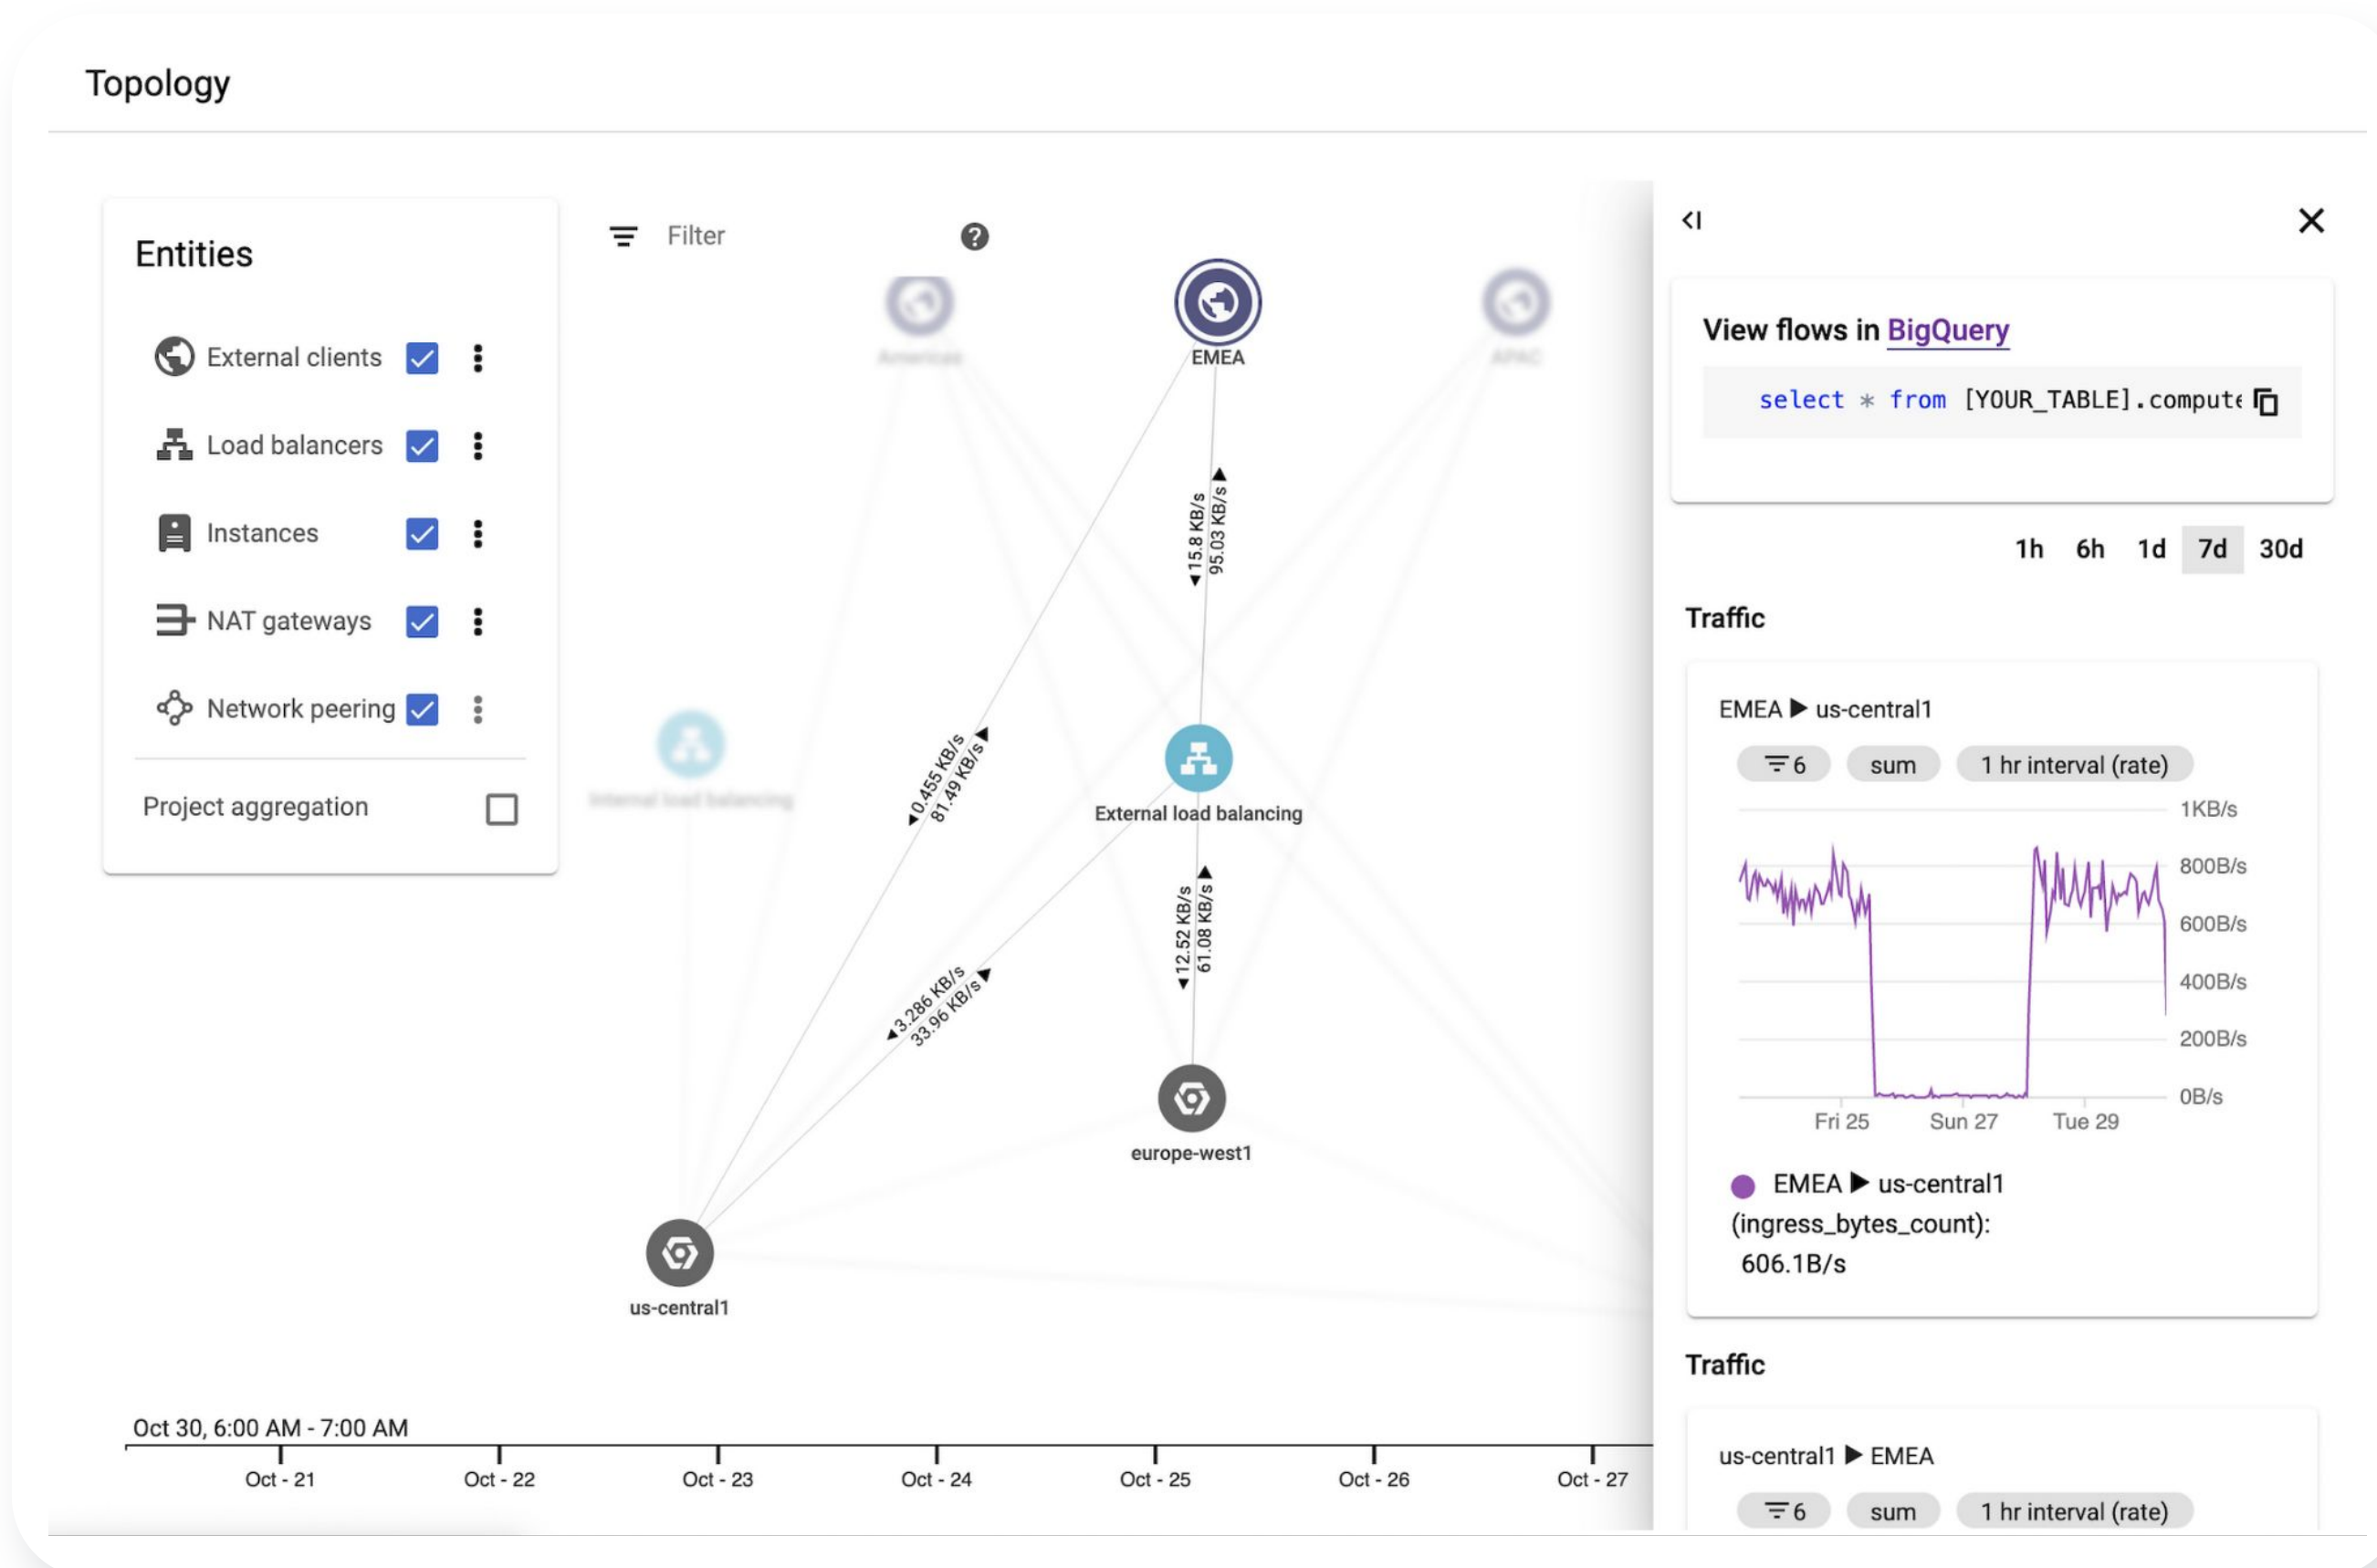 Topology
Entities
External clients
Load balancers
Instances
NAT gateways
Network peering
Project aggregation
Filter
?
Americas
EMEA
APAC
15.8 KB/s
95.03 KB/s
Internal load balancing
0.455 KB/s
81.49 KB/s
External load balancing
3.286 KB/s
33.96 KB/s
12.52 KB/s
61.08 KB/s
europe-west1
us-central1
Oct 30, 6:00 AM - 7:00 AM
Oct - 21
Oct - 22
Oct - 23
Oct - 24
Oct - 25
Oct - 26
Oct - 27
View flows in BigQuery
select * from [YOUR_TABLE].compute
1h 6h 1d 7d 30d
Traffic
EMEA ▶ us-central1
6 sum 1 hr interval (rate)
1KB/s
800B/s
600B/s
400B/s
200B/s
0B/s
Fri 25 Sun 27 Tue 29
EMEA ▶ us-central1
(ingress_bytes_count):
606.1B/s
Traffic
us-central1 ▶ EMEA
6 sum 1 hr interval (rate)